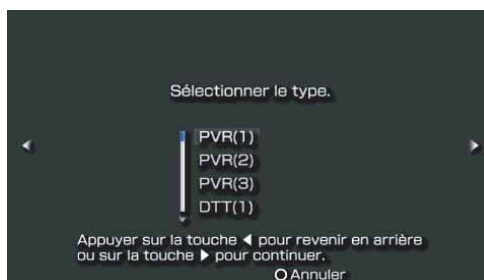 Sélectionner le type.
PVR(1)
PVR(2)
PVR(3)
DTT(1)
Appuyer sur la touche ◀ pour revenir en arrière
ou sur la touche ▶ pour continuer.
O Annuler